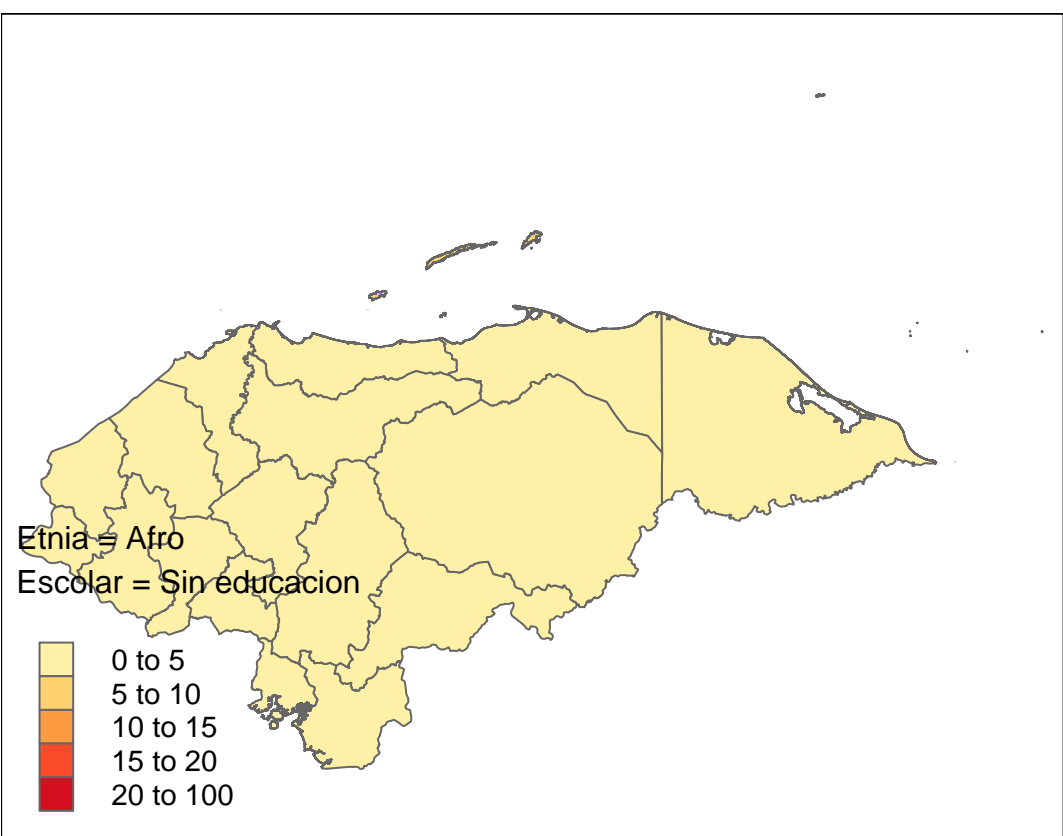 Etnia = Afro
Escolar = Sin educacion
0 to 5
5 to 10
10 to 15
15 to 20
20 to 100